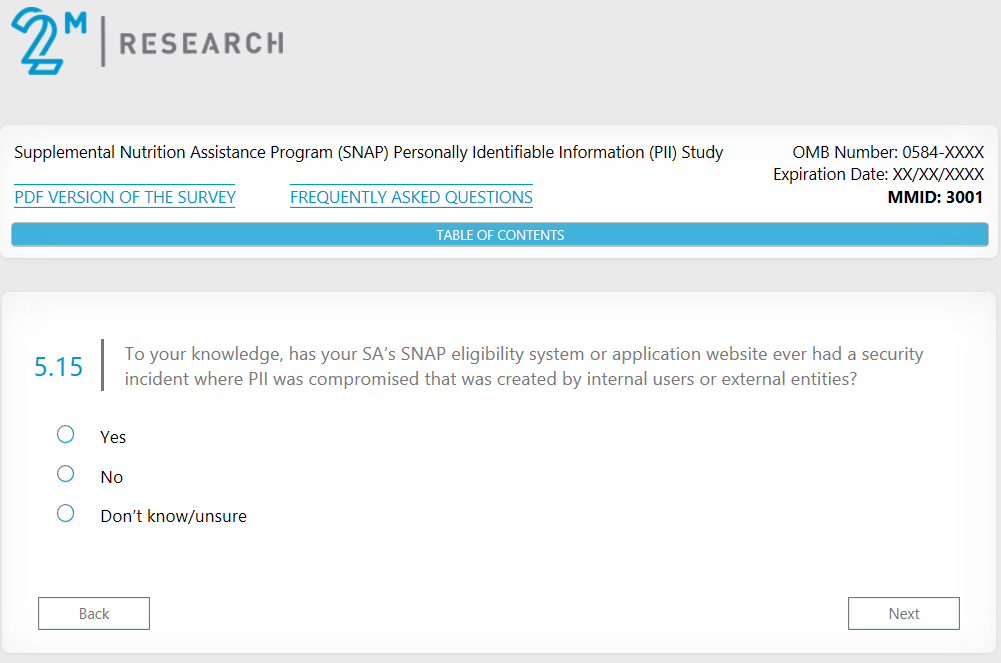 2M | RESEARCH
Supplemental Nutrition Assistance Program (SNAP) Personally Identifiable Information (PII) Study
OMB Number: 0584-XXXX
Expiration Date: XX/XX/XXXX
PDF VERSION OF THE SURVEY
FREQUENTLY ASKED QUESTIONS
MMID: 3001
TABLE OF CONTENTS
5.15
To your knowledge, has your SA’s SNAP eligibility system or application website ever had a security
incident where PII was compromised that was created by internal users or external entities?
Yes
No
Don’t know/unsure
Back
Next